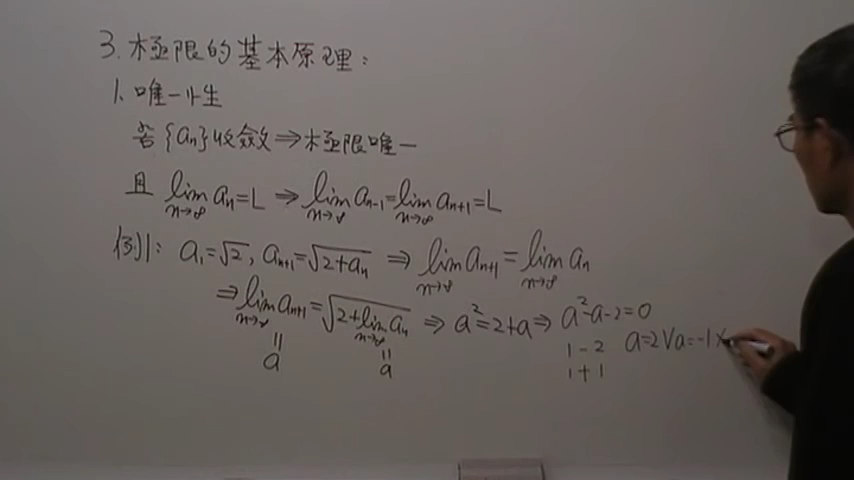 3. 極限的基本原理:
1. 唯一性
若{aₙ}收斂⇒極限唯一
且 lim_{n→∞} aₙ=L ⇒ lim_{n→∞} aₙ₋₁=lim_{n→∞} aₙ₊₁=L
例1: a₁=√2, aₙ₊₁=√(2+aₙ) ⇒ lim_{n→∞} aₙ₊₁=lim_{n→∞} aₙ
⇒ lim_{n→∞} aₙ₊₁=√(2+lim_{n→∞} aₙ) ⇒ a²=2+a ⇒ a²-a-2=0
‖ ‖ 1 - 2 a=2∨a=-1×
a a 1 + 1